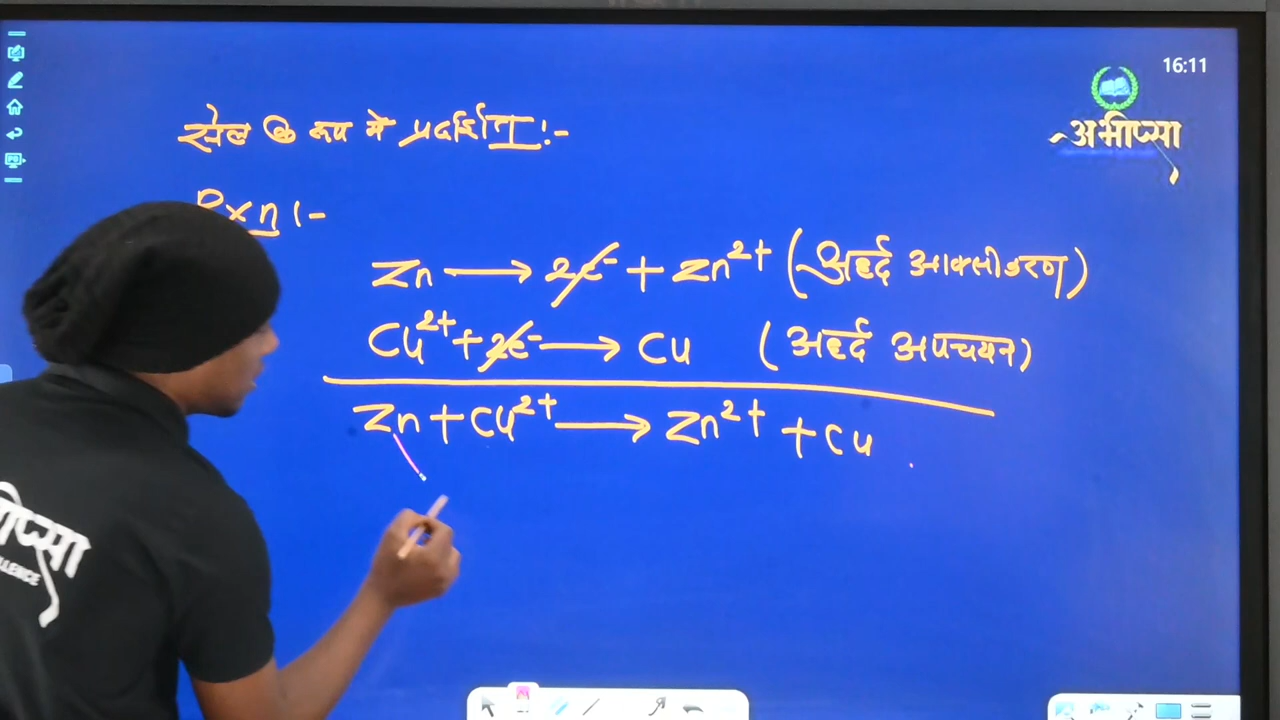 16:11
अभीप्सा
सेल के रूप में प्रदर्शित :-
Rxn :-
Zn ⟶ 2e⁻ + Zn²⁺ (अर्द्द आक्सीकरण)
Cu²⁺ + 2e⁻ ⟶ Cu (अर्द्द अपचयन)
Zn + Cu²⁺ ⟶ Zn²⁺ + Cu